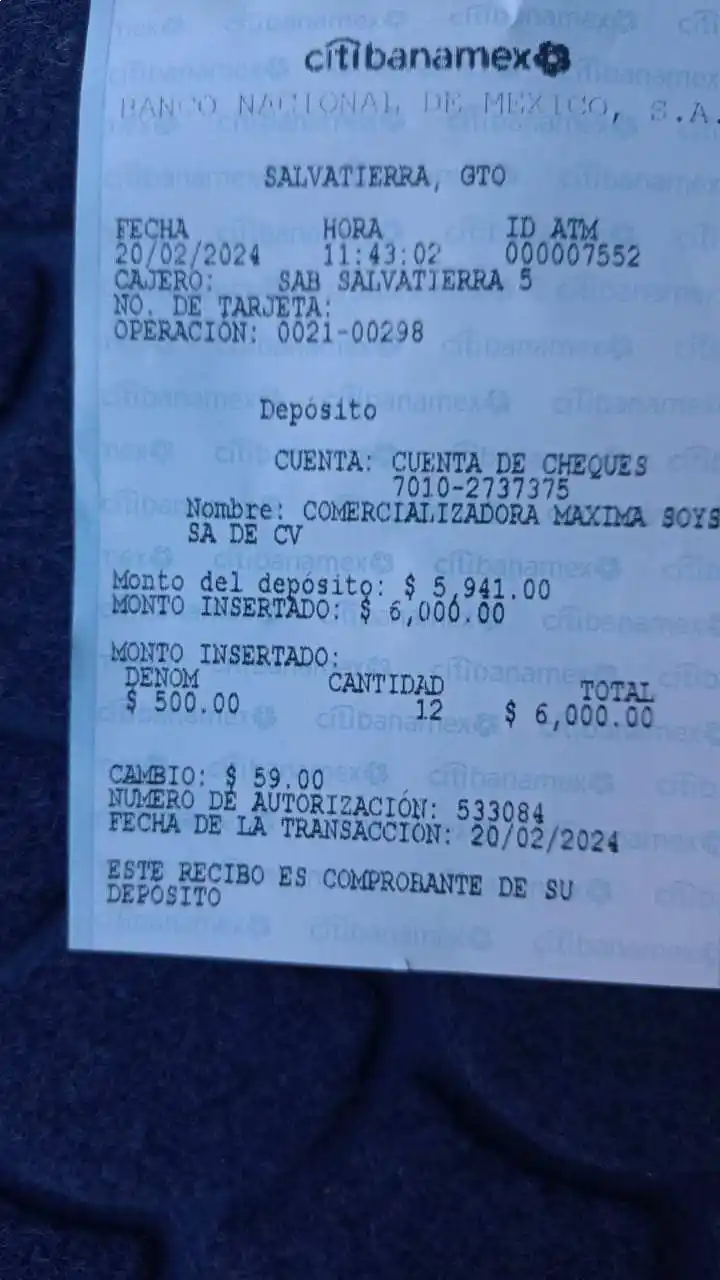 citibanamex
BANCO NACIONAL DE MEXICO, S.A.
SALVATIERRA, GTO
FECHA HORA ID ATM
20/02/2024 11:43:02 000007552
CAJERO: SAB SALVATIERRA 5
NO. DE TARJETA:
OPERACIÓN: 0021-00298
Depósito
CUENTA: CUENTA DE CHEQUES
7010-2737375
Nombre: COMERCIALIZADORA MAXIMA SOYS
SA DE CV
Monto del depósito: $ 5,941.00
MONTO INSERTADO: $ 6,000.00
MONTO INSERTADO:
DENOM CANTIDAD TOTAL
$ 500.00 12 $ 6,000.00
CAMBIO: $ 59.00
NUMERO DE AUTORIZACIÓN: 533084
FECHA DE LA TRANSACCIÓN: 20/02/2024
ESTE RECIBO ES COMPROBANTE DE SU
DEPÓSITO